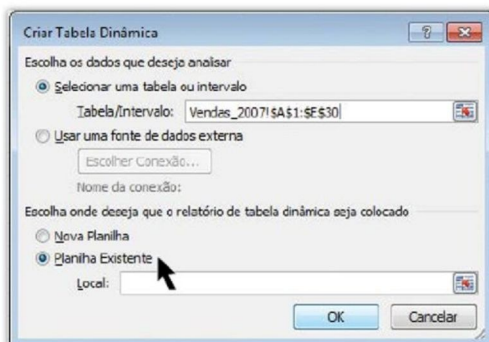 Criar Tabela Dinâmica
Escolha os dados que deseja analisar
Selecionar uma tabela ou intervalo
Tabela/Intervalo: Vendas_2007!$A$1:$E$30
Usar uma fonte de dados externa
Escolher Conexão...
Nome da conexão:
Escolha onde deseja que o relatório de tabela dinâmica seja colocado
Nova Planilha
Planilha Existente
Local:
OK Cancelar